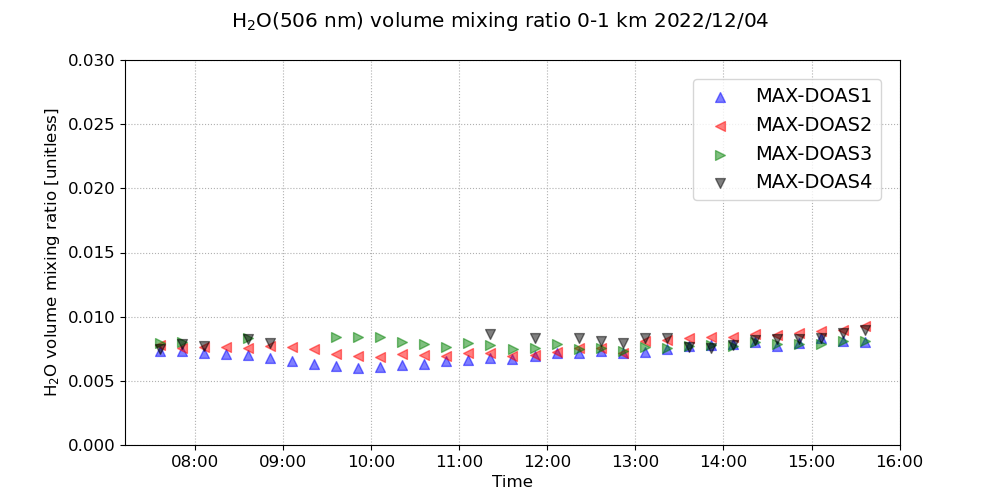 H₂O(506 nm) volume mixing ratio 0-1 km 2022/12/04
H₂O volume mixing ratio [unitless]
0.030
0.025
0.020
0.015
0.010
0.005
0.000
MAX-DOAS1
MAX-DOAS2
MAX-DOAS3
MAX-DOAS4
08:00 09:00 10:00 11:00 12:00 13:00 14:00 15:00 16:00
Time